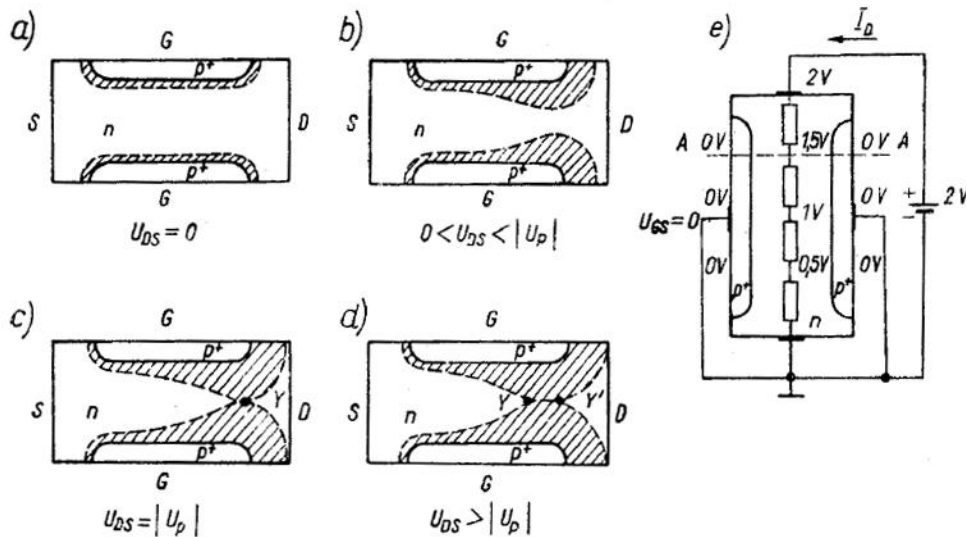 a)
G
p+
S
n
D
p+
G
U_DS = 0
b)
G
p+
S
n
D
p+
G
0 < U_DS < |U_p|
c)
G
p+
S
n
Y
D
p+
G
U_DS = |U_p|
d)
G
p+
S
n
Y
Y'
D
p+
G
U_DS > |U_p|
e)
I_D
2V
A 0V 1,5V 0V A
0V 0V
U_GS = 0 1V + 2V
-
0V 0,5V 0V
p+ p+
n